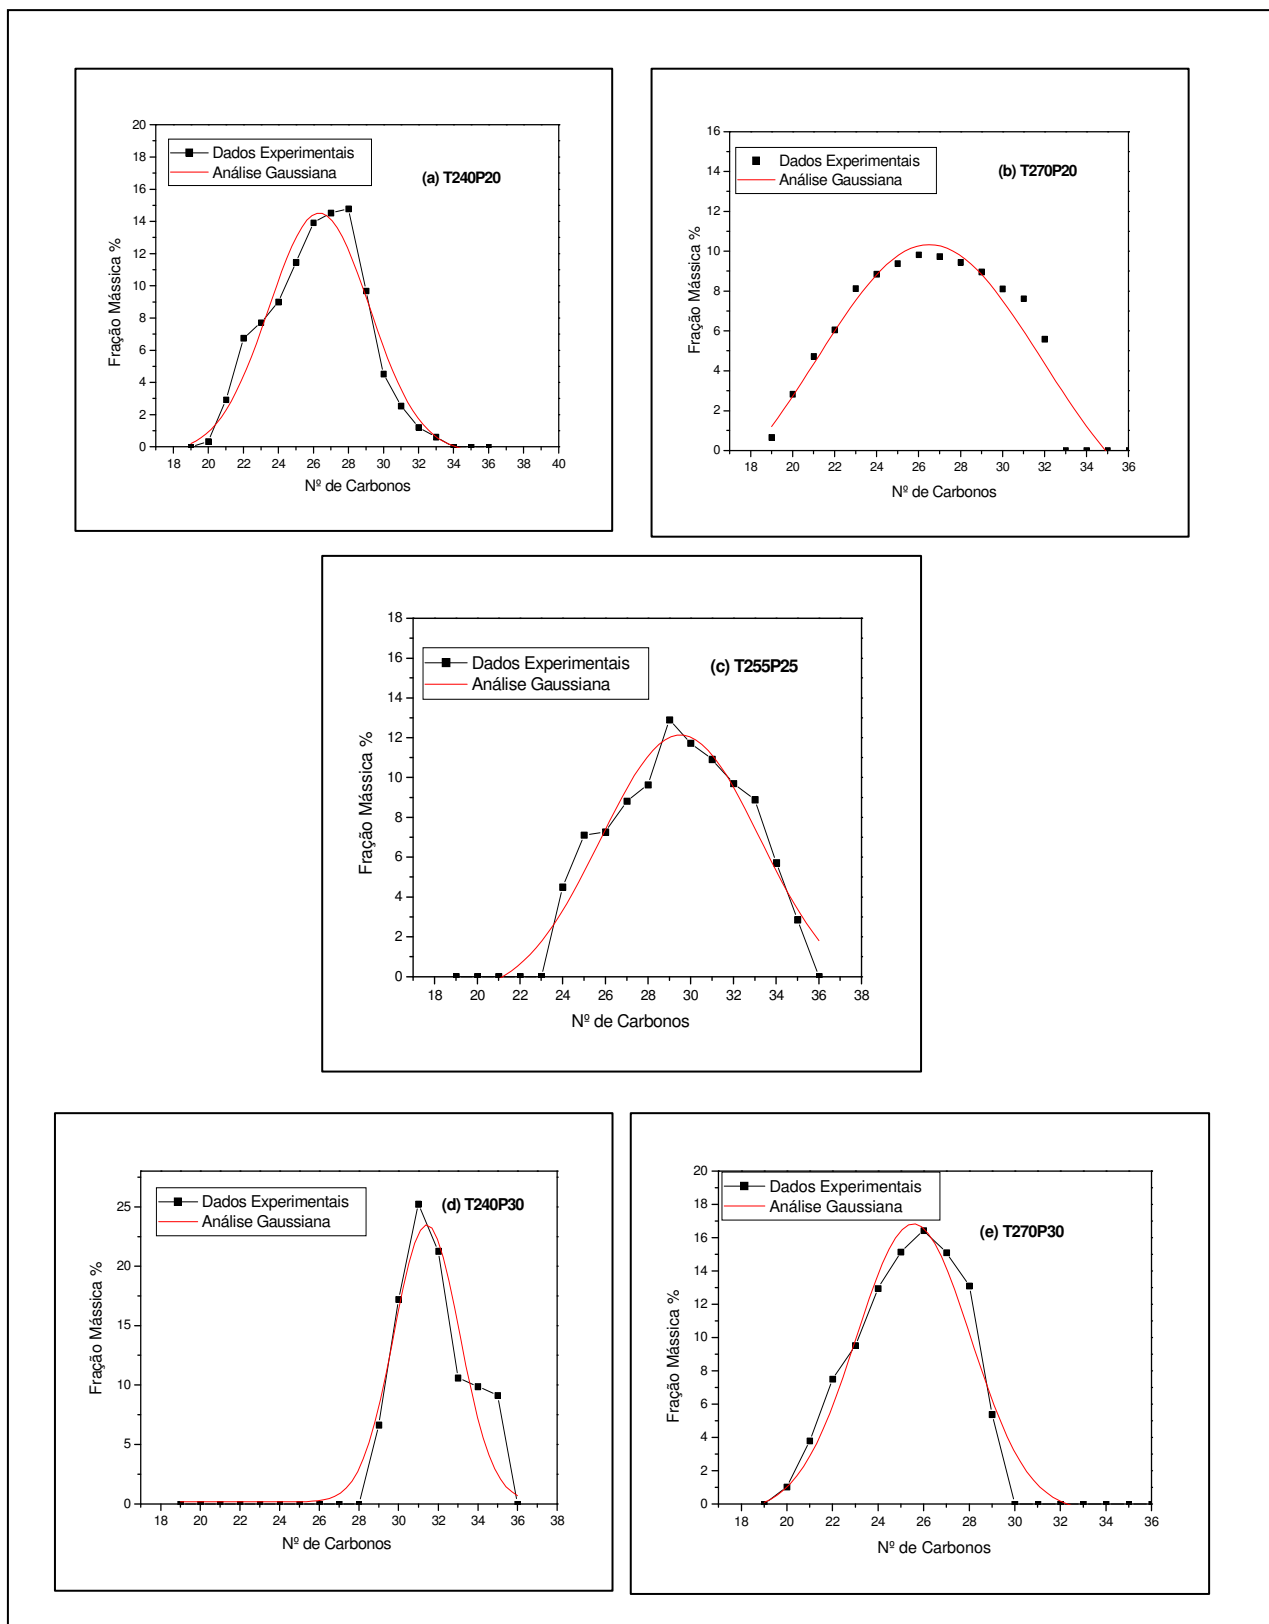 20
18
16
14
12
10
8
6
4
2
0
18 20 22 24 26 28 30 32 34 36 38 40
Fração Mássica %
Nº de Carbonos
Dados Experimentais
Análise Gaussiana
(a) T240P20
16
14
12
10
8
6
4
2
0
18 20 22 24 26 28 30 32 34 36
Fração Mássica %
Nº de Carbonos
Dados Experimentais
Análise Gaussiana
(b) T270P20
18
16
14
12
10
8
6
4
2
0
18 20 22 24 26 28 30 32 34 36 38
Fração Mássica %
Nº de Carbonos
Dados Experimentais
Análise Gaussiana
(c) T255P25
25
20
15
10
5
0
18 20 22 24 26 28 30 32 34 36 38
Fração Mássica %
Nº de Carbonos
Dados Experimentais
Análise Gaussiana
(d) T240P30
20
18
16
14
12
10
8
6
4
2
0
18 20 22 24 26 28 30 32 34 36
Fração Mássica %
Nº de Carbonos
Dados Experimentais
Análise Gaussiana
(e) T270P30